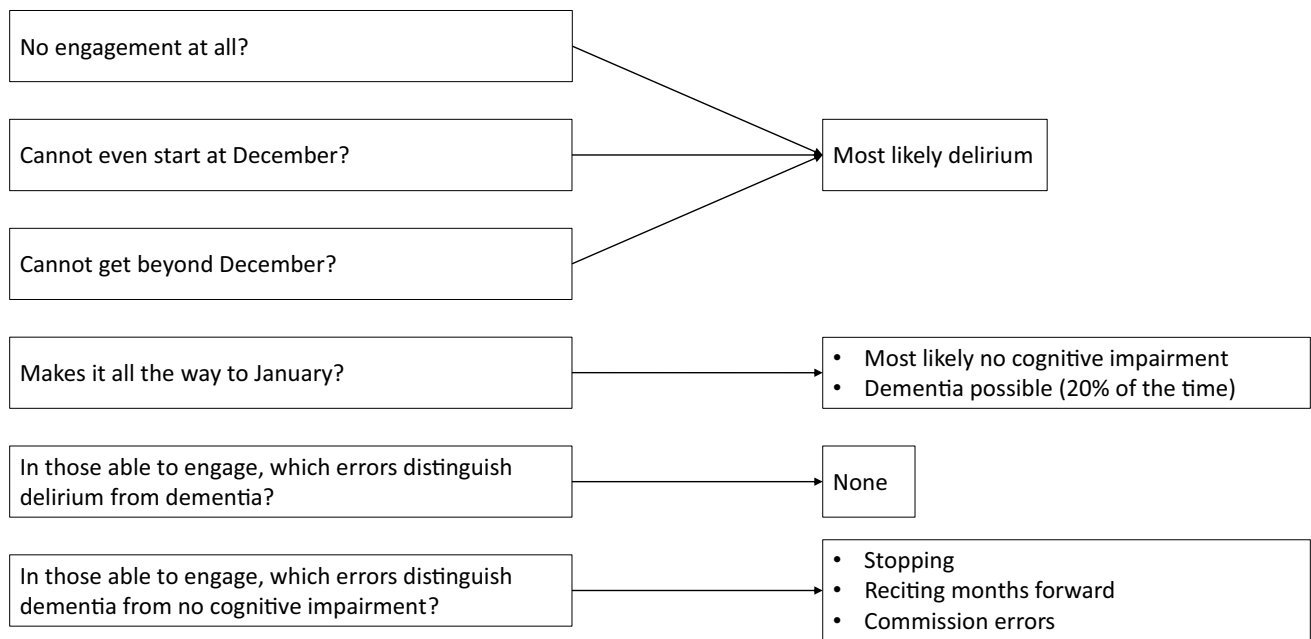 No engagement at all?
Cannot even start at December?
Most likely delirium
Cannot get beyond December?
Makes it all the way to January?
• Most likely no cognitive impairment
• Dementia possible (20% of the time)
In those able to engage, which errors distinguish
delirium from dementia?
None
In those able to engage, which errors distinguish
dementia from no cognitive impairment?
• Stopping
• Reciting months forward
• Commission errors